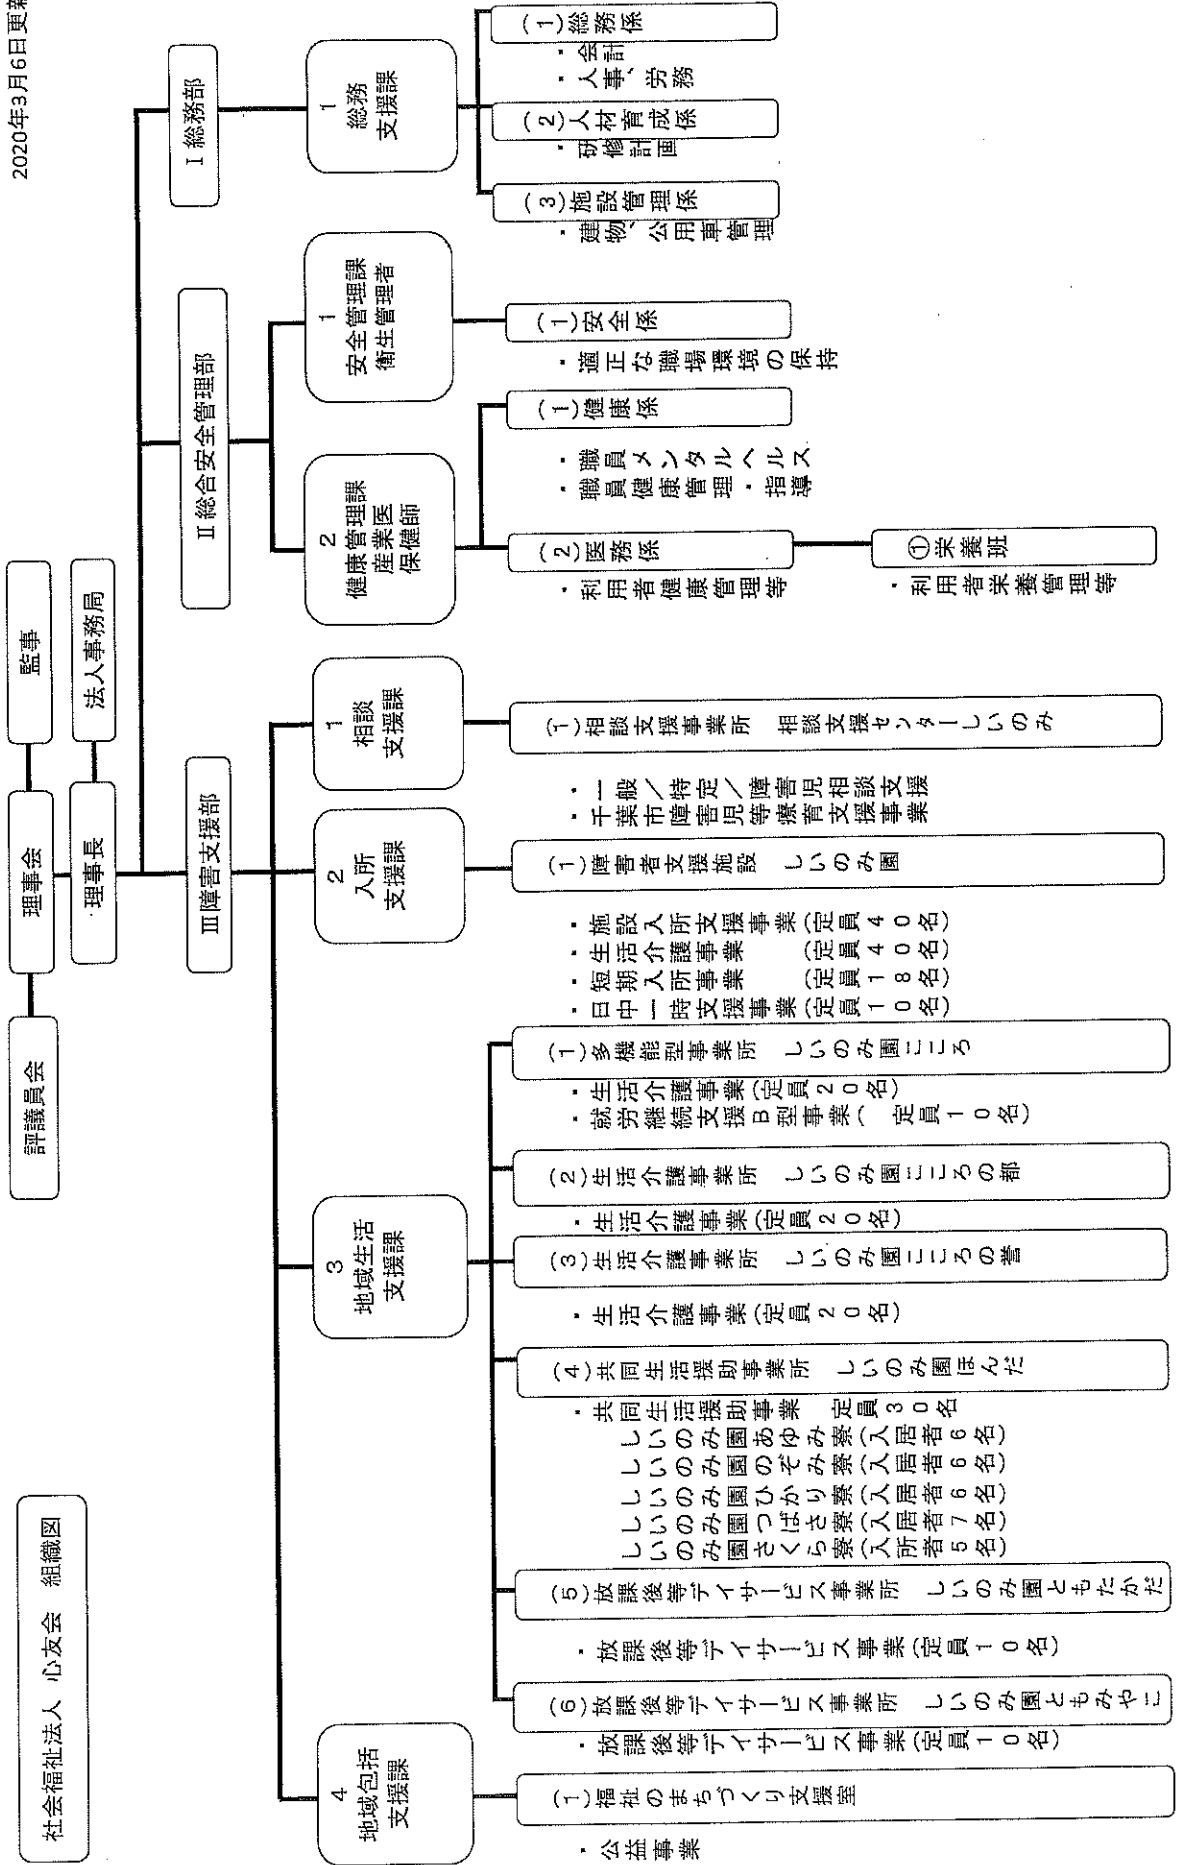 社会福祉法人 心友会 組織図
2020年3月6日更新
評議員会
理事会
監事
理事長
法人事務局
Ⅰ総務部
1
総務
支援課
(1)総務係
・会計
・人事、労務
(2)人材育成係
・研修計画
(3)施設管理係
・建物、公用車管理
Ⅱ総合安全管理部
1
安全管理課
衛生管理者
(1)安全係
・適正な職場環境の保持
2
健康管理課
産業医
保健師
(1)健康係
・職員メンタルヘルス
・職員健康管理・指導
(2)医務係
・利用者健康管理等
①栄養班
・利用者栄養管理等
Ⅲ障害支援部
1
相談
支援課
(1)相談支援事業所 相談支援センターしいのみ
・一般/特定/障害児相談支援
・千葉市障害児等療育支援事業
2
入所
支援課
(1)障害者支援施設 しいのみ園
・施設入所支援事業(定員40名)
・生活介護事業 (定員40名)
・短期入所事業 (定員18名)
・日中一時支援事業(定員10名)
3
地域生活
支援課
(1)多機能型事業所 しいのみ園こころ
・生活介護事業(定員20名)
・就労継続支援B型事業( 定員10名)
(2)生活介護事業所 しいのみ園こころの都
・生活介護事業(定員20名)
(3)生活介護事業所 しいのみ園こころの誉
・生活介護事業(定員20名)
(4)共同生活援助事業所 しいのみ園ほんだ
・共同生活援助事業 定員30名
しいのみ園あゆみ寮(入居者6名)
しいのみ園のぞみ寮(入居者6名)
しいのみ園ひかり寮(入居者6名)
しいのみ園つばさ寮(入居者7名)
しいのみ園さくら寮(入所者5名)
(5)放課後等デイサービス事業所 しいのみ園ともたかだ
・放課後等デイサービス事業(定員10名)
(6)放課後等デイサービス事業所 しいのみ園ともみやこ
・放課後等デイサービス事業(定員10名)
4
地域包括
支援課
(1)福祉のまちづくり支援室
・公益事業